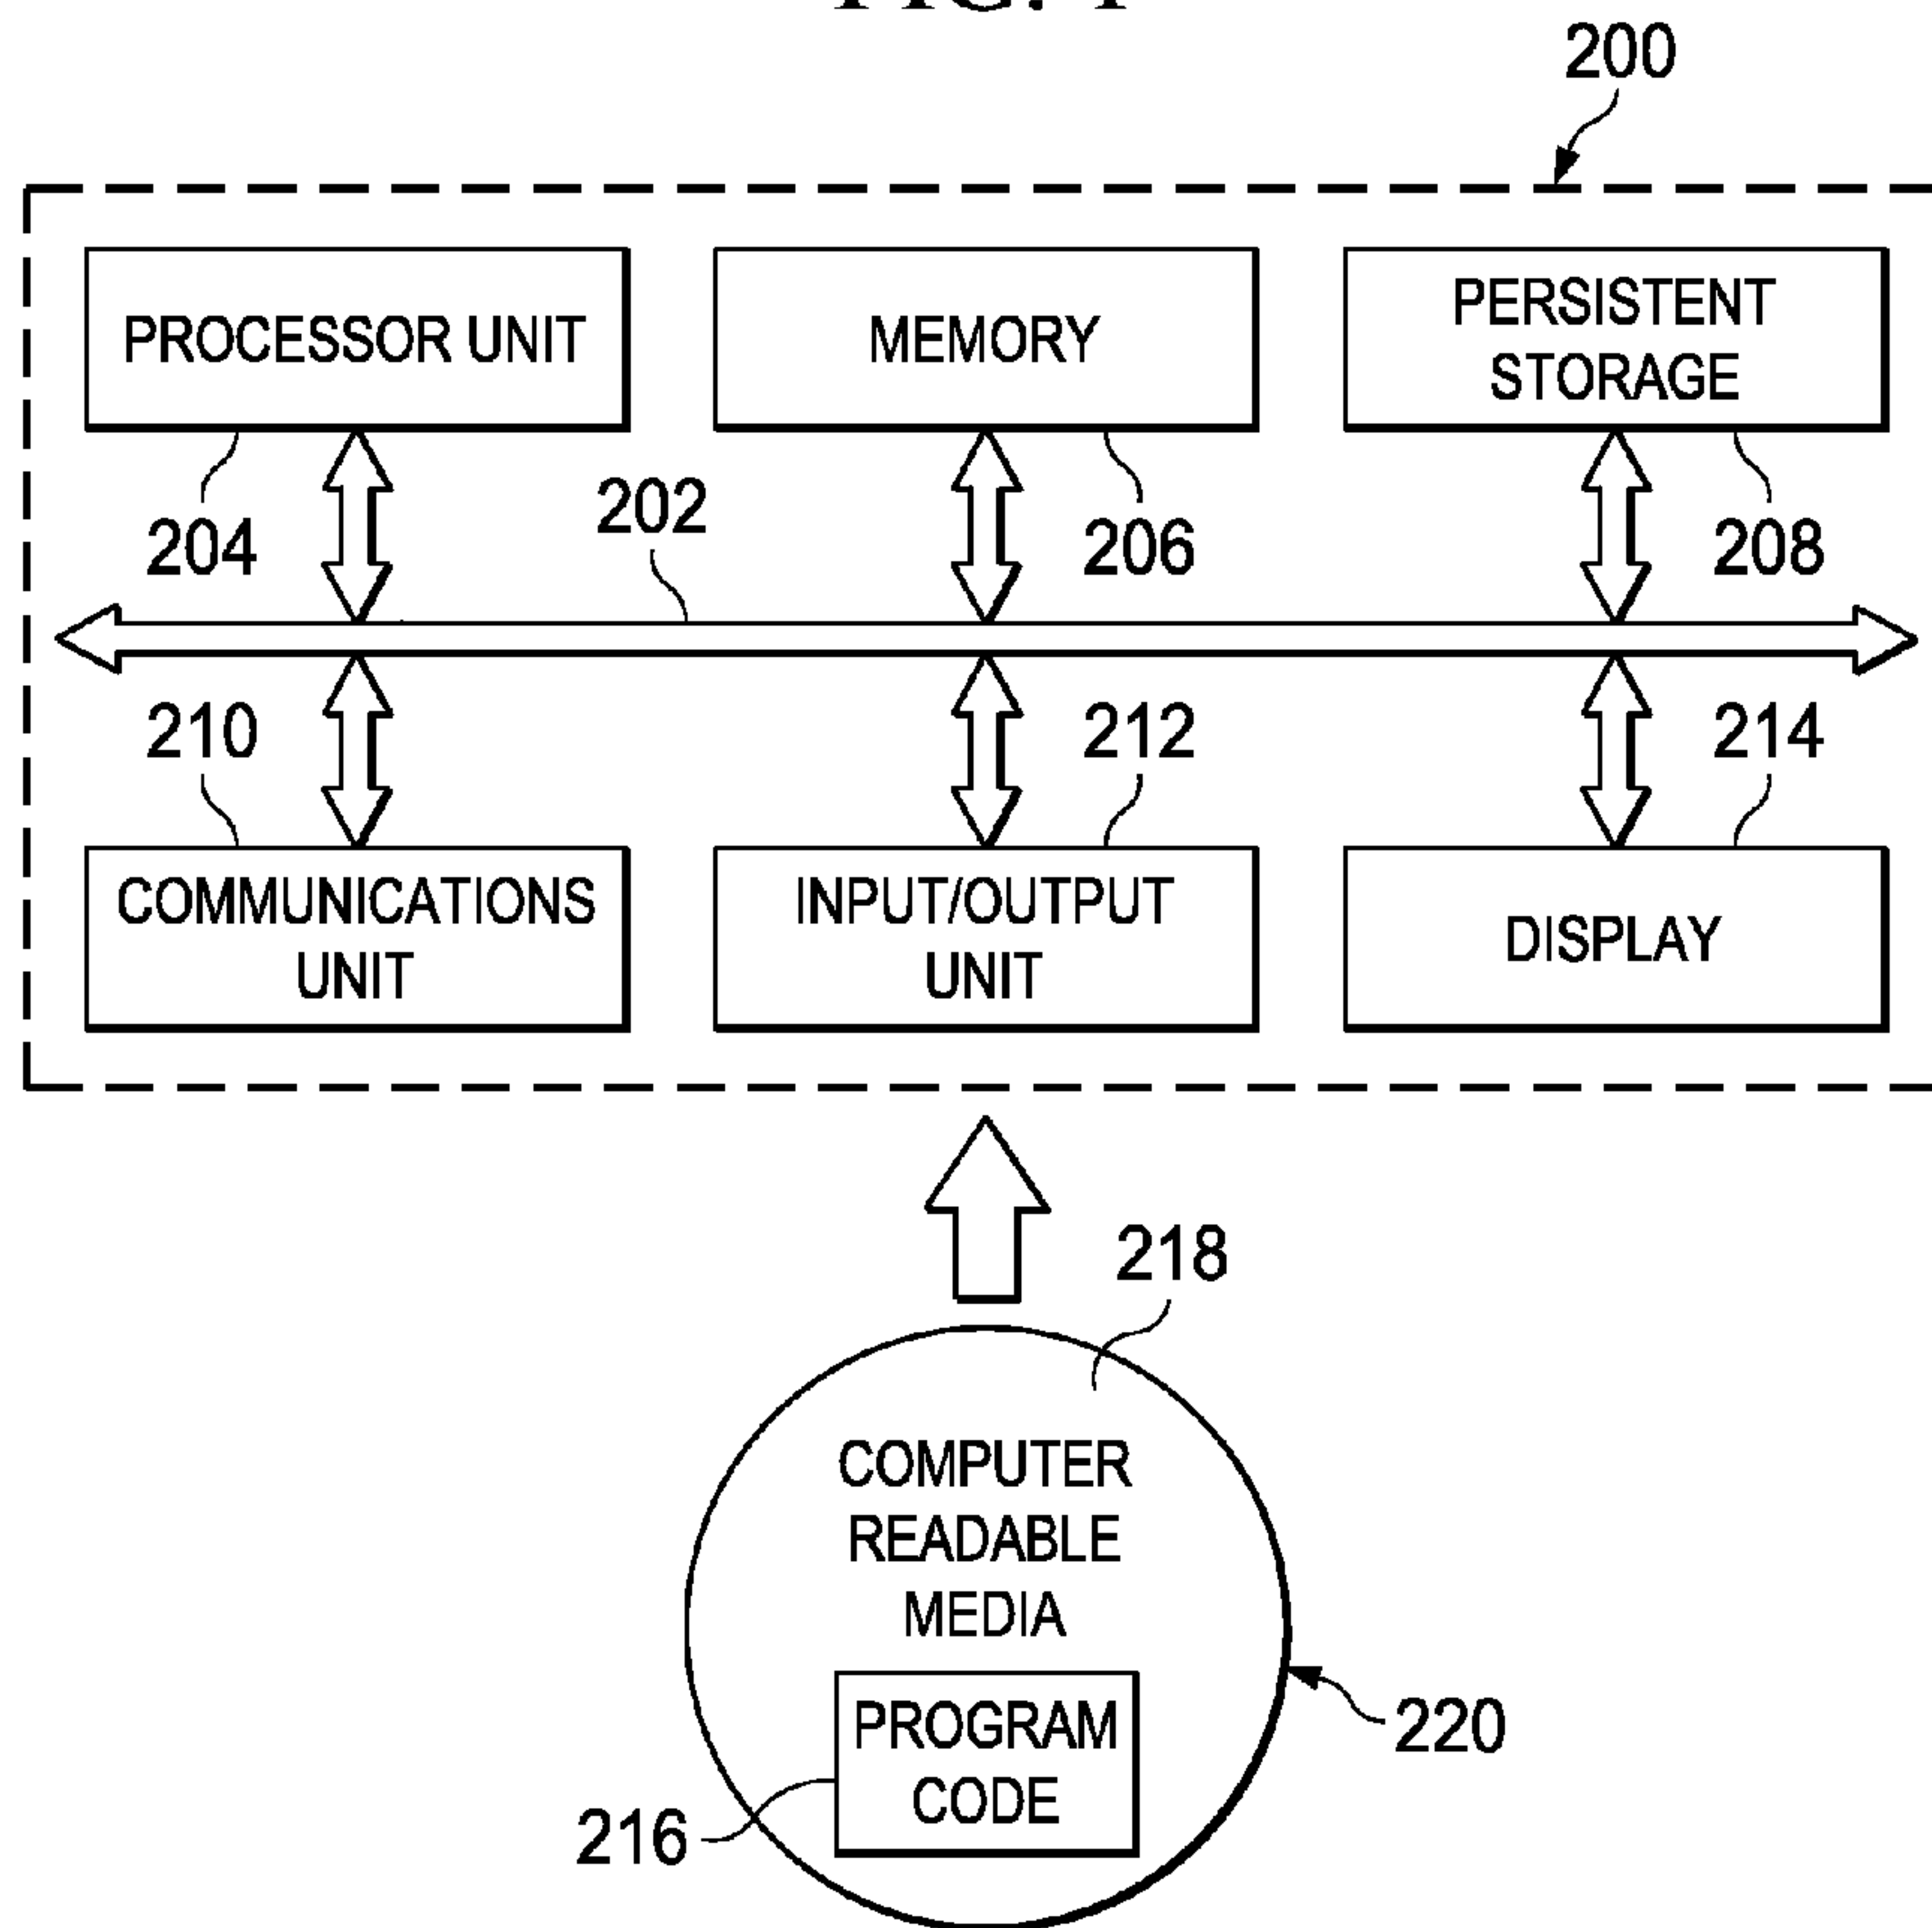 200
PROCESSOR UNIT
MEMORY
PERSISTENT
STORAGE
204
202
206
208
210
212
214
COMMUNICATIONS
UNIT
INPUT/OUTPUT
UNIT
DISPLAY
218
COMPUTER
READABLE
MEDIA
PROGRAM
CODE
220
216